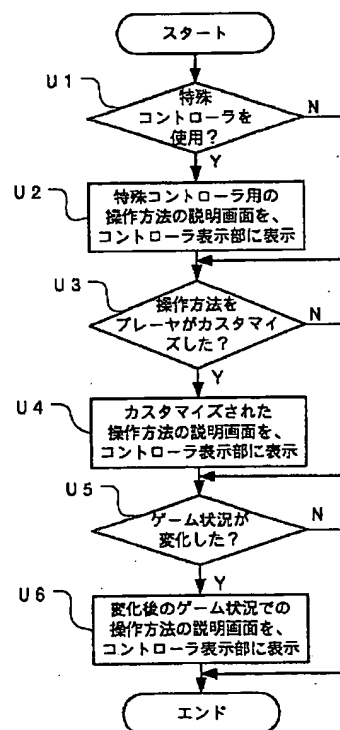 スタート
U1
特殊
コントローラを
使用？
N
Y
U2
特殊コントローラ用の
操作方法の説明画面を、
コントローラ表示部に表示
U3
操作方法を
プレーヤがカスタマイ
ズした？
N
Y
U4
カスタマイズされた
操作方法の説明画面を、
コントローラ表示部に表示
U5
ゲーム状況が
変化した？
N
Y
U6
変化後のゲーム状況での
操作方法の説明画面を、
コントローラ表示部に表示
エンド